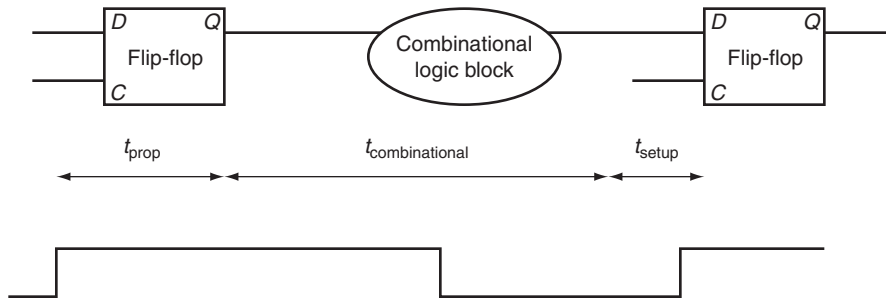 D Q
Flip-flop
C
Combinational
logic block
D Q
Flip-flop
C
tprop
tcombinational
tsetup